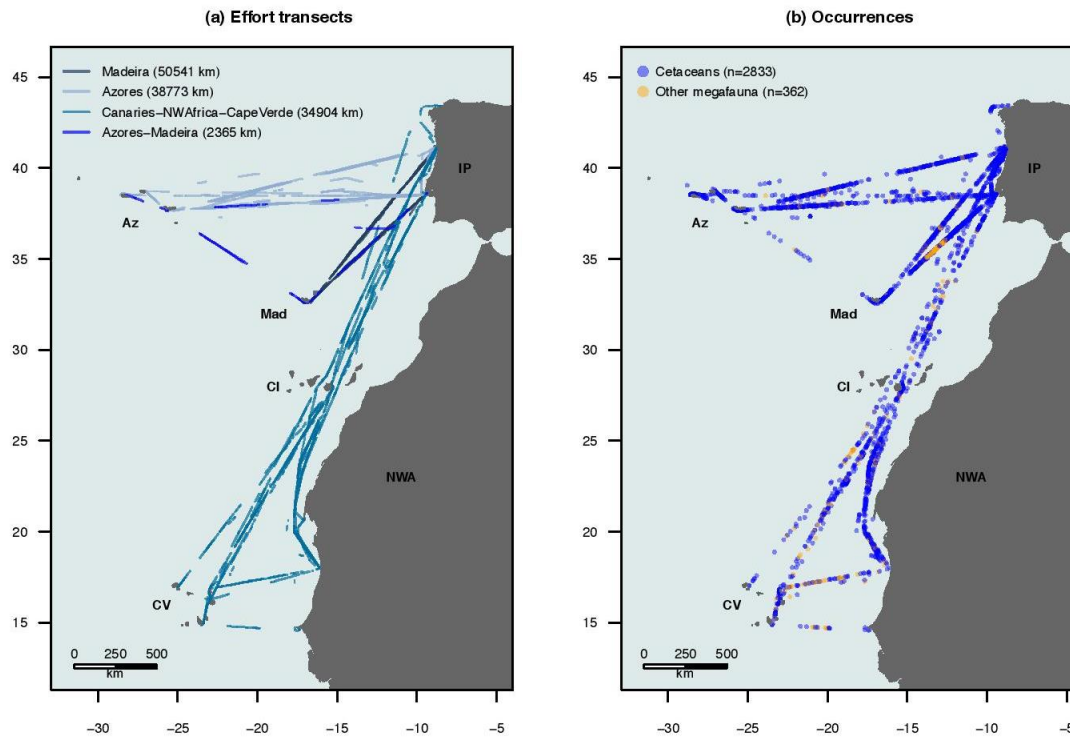 (a) Effort transects
Madeira (50541 km)
Azores (38773 km)
Canaries−NWAfrica−CapeVerde (34904 km)
Azores−Madeira (2365 km)
45
40
35
30
25
20
15
IP
Az
Mad
CI
NWA
CV
0 250 500
km
−30 −25 −20 −15 −10 −5
(b) Occurrences
Cetaceans (n=2833)
Other megafauna (n=362)
45
40
35
30
25
20
15
IP
Az
Mad
CI
NWA
CV
0 250 500
km
−30 −25 −20 −15 −10 −5